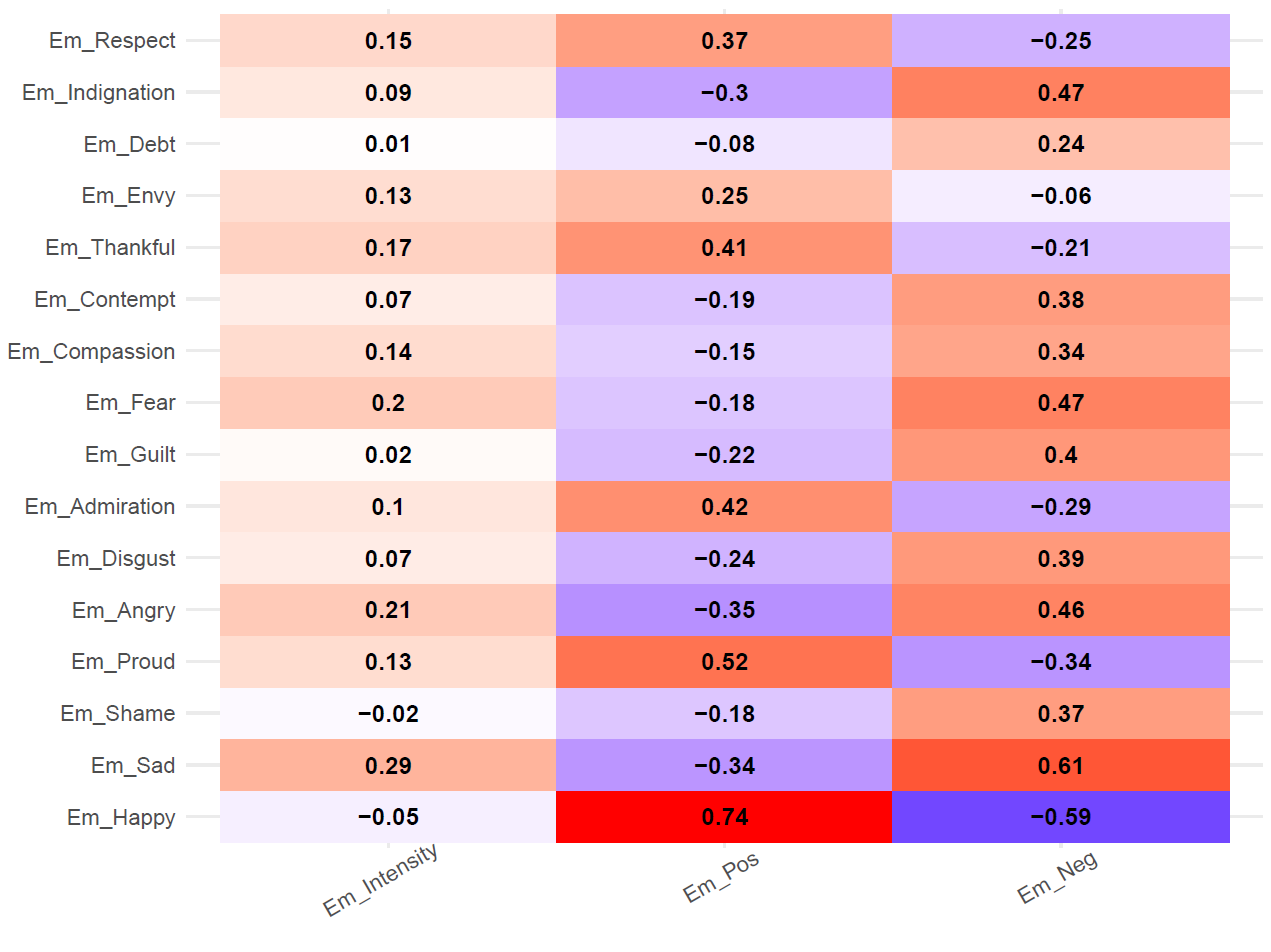 Em_Respect 0.15 0.37 −0.25
Em_Indignation 0.09 −0.3 0.47
Em_Debt 0.01 −0.08 0.24
Em_Envy 0.13 0.25 −0.06
Em_Thankful 0.17 0.41 −0.21
Em_Contempt 0.07 −0.19 0.38
Em_Compassion 0.14 −0.15 0.34
Em_Fear 0.2 −0.18 0.47
Em_Guilt 0.02 −0.22 0.4
Em_Admiration 0.1 0.42 −0.29
Em_Disgust 0.07 −0.24 0.39
Em_Angry 0.21 −0.35 0.46
Em_Proud 0.13 0.52 −0.34
Em_Shame −0.02 −0.18 0.37
Em_Sad 0.29 −0.34 0.61
Em_Happy −0.05 0.74 −0.59
Em_Intensity Em_Pos Em_Neg